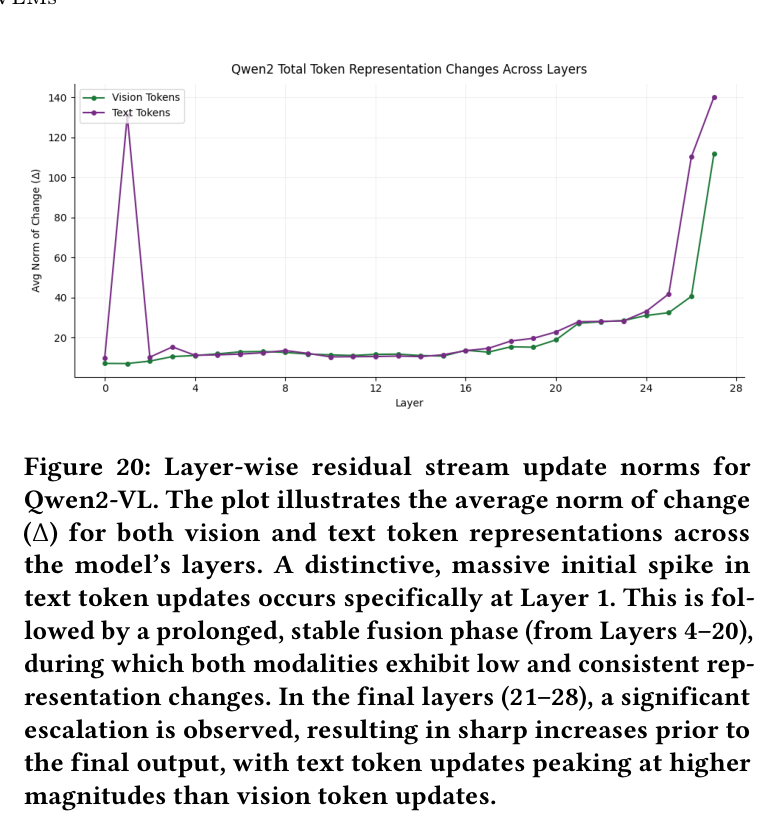 VLMs
Qwen2 Total Token Representation Changes Across Layers
Vision Tokens
Text Tokens
Avg Norm of Change (Δ)
140
120
100
80
60
40
20
0 4 8 12 16 20 24 28
Layer
Figure 20: Layer-wise residual stream update norms for
Qwen2-VL. The plot illustrates the average norm of change
(Δ) for both vision and text token representations across
the model’s layers. A distinctive, massive initial spike in
text token updates occurs specifically at Layer 1. This is fol-
lowed by a prolonged, stable fusion phase (from Layers 4–20),
during which both modalities exhibit low and consistent rep-
resentation changes. In the final layers (21–28), a significant
escalation is observed, resulting in sharp increases prior to
the final output, with text token updates peaking at higher
magnitudes than vision token updates.